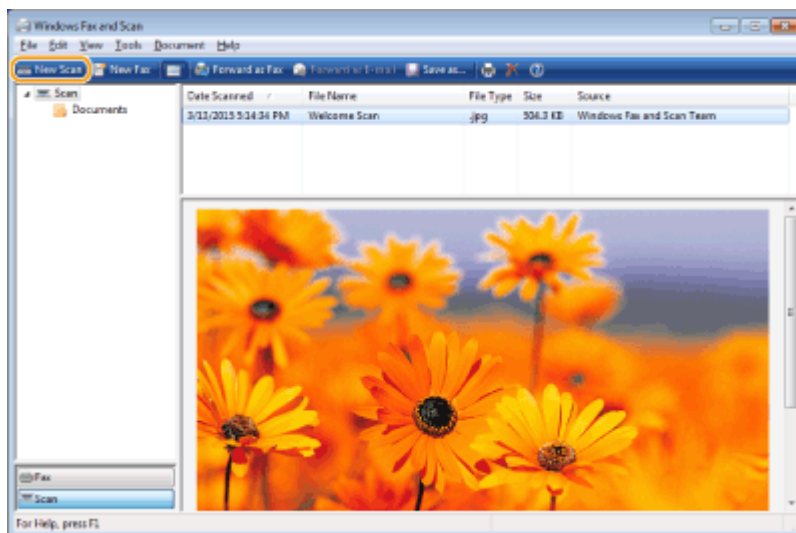 Windows Fax and Scan
File Edit View Tools Document Help
New Scan New Fax Forward as Fax Forward as E-mail Save as...
Scan
Documents
Date Scanned File Name File Type Size Source
3/13/2015 5:14:34 PM Welcome Scan .jpg 504.3 KB Windows Fax and Scan Team
Fax
Scan
For Help, press F1